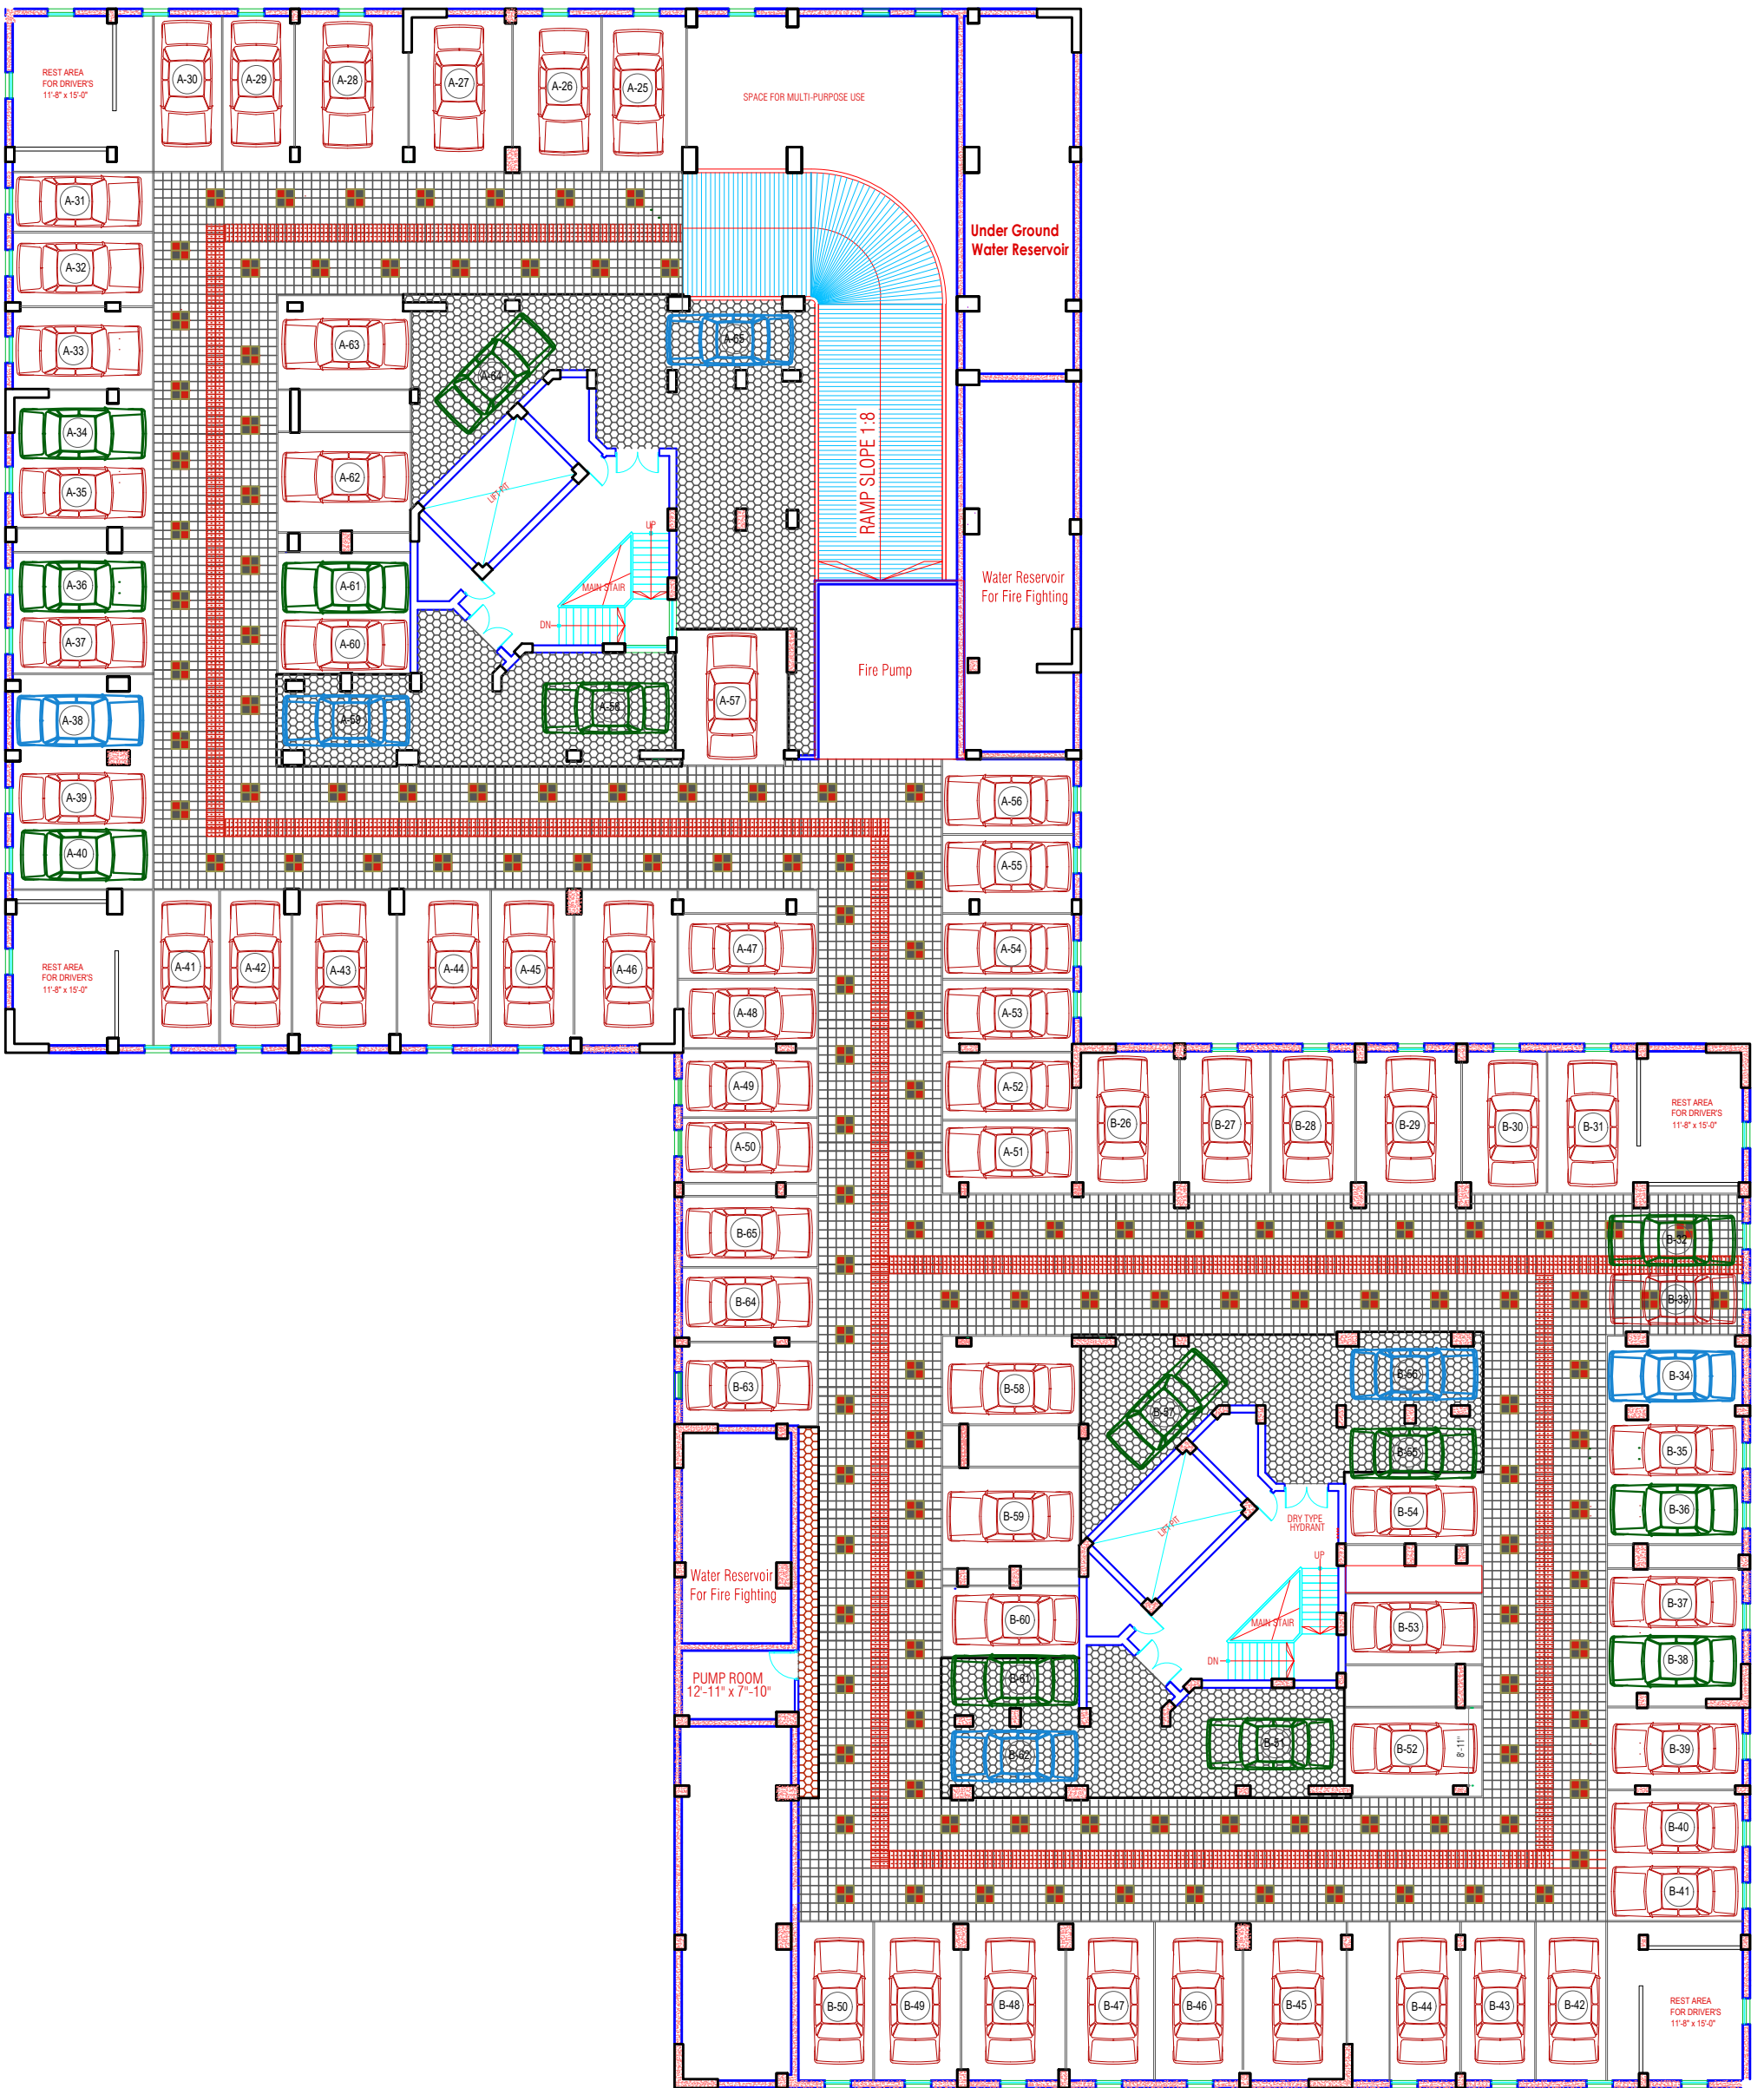 A-30
A-29
A-28
A-27
A-26
A-25
REST AREA
FOR DRIVER'S
11'-8" x 15'-0"
SPACE FOR MULTI-PURPOSE USE
A-31
A-32
A-33
A-34
A-35
A-36
A-37
A-38
A-39
A-40
A-63
A-64
A-65
A-62
A-61
A-60
A-59
A-58
A-57
LIFT PIT
UP
MAIN STAIR
DN
RAMP SLOPE 1:8
Under Ground
Water Reservoir
Water Reservoir
For Fire Fighting
Fire Pump
A-56
A-55
A-54
A-53
A-52
A-51
REST AREA
FOR DRIVER'S
11'-8" x 15'-0"
A-41
A-42
A-43
A-44
A-45
A-46
A-47
A-48
A-49
A-50
B-65
B-64
B-63
B-26
B-27
B-28
B-29
B-30
B-31
REST AREA
FOR DRIVER'S
11'-8" x 15'-0"
B-32
B-33
B-34
B-35
B-36
B-37
B-38
B-39
B-40
B-41
B-58
B-57
B-56
B-55
B-59
B-54
LIFT PIT
DRY TYPE
HYDRANT
UP
MAIN STAIR
DN
B-60
B-53
B-61
B-62
B-51
B-52
8'-11"
Water Reservoir
For Fire Fighting
PUMP ROOM
12'-11" x 7'-10"
B-50
B-49
B-48
B-47
B-46
B-45
B-44
B-43
B-42
REST AREA
FOR DRIVER'S
11'-8" x 15'-0"